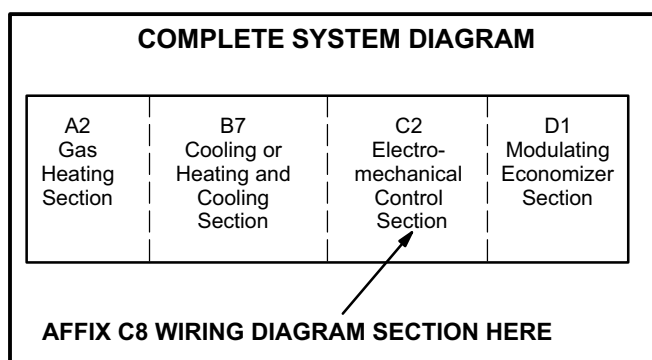 COMPLETE SYSTEM DIAGRAM
A2
Gas
Heating
Section
B7
Cooling or
Heating and
Cooling
Section
C2
Electro-
mechanical
Control
Section
D1
Modulating
Economizer
Section
AFFIX C8 WIRING DIAGRAM SECTION HERE